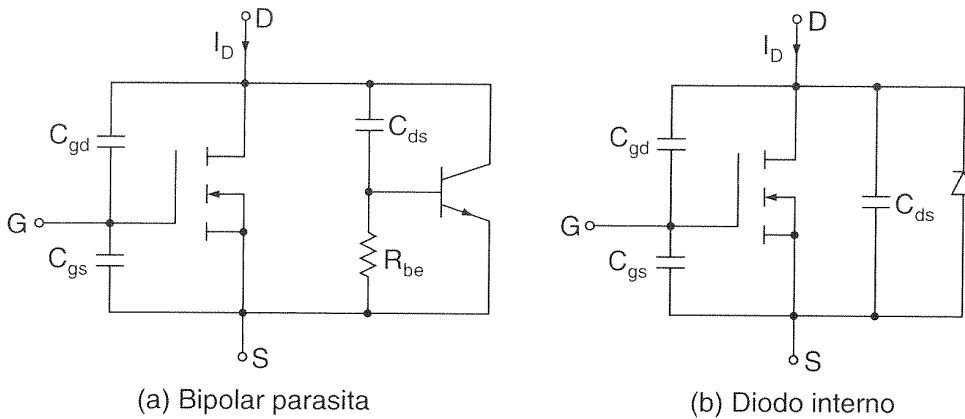 D
I_D
C_gd
C_ds
G
C_gs
R_be
S
(a) Bipolar parasita
D
I_D
C_gd
G
C_ds
C_gs
S
(b) Diodo interno